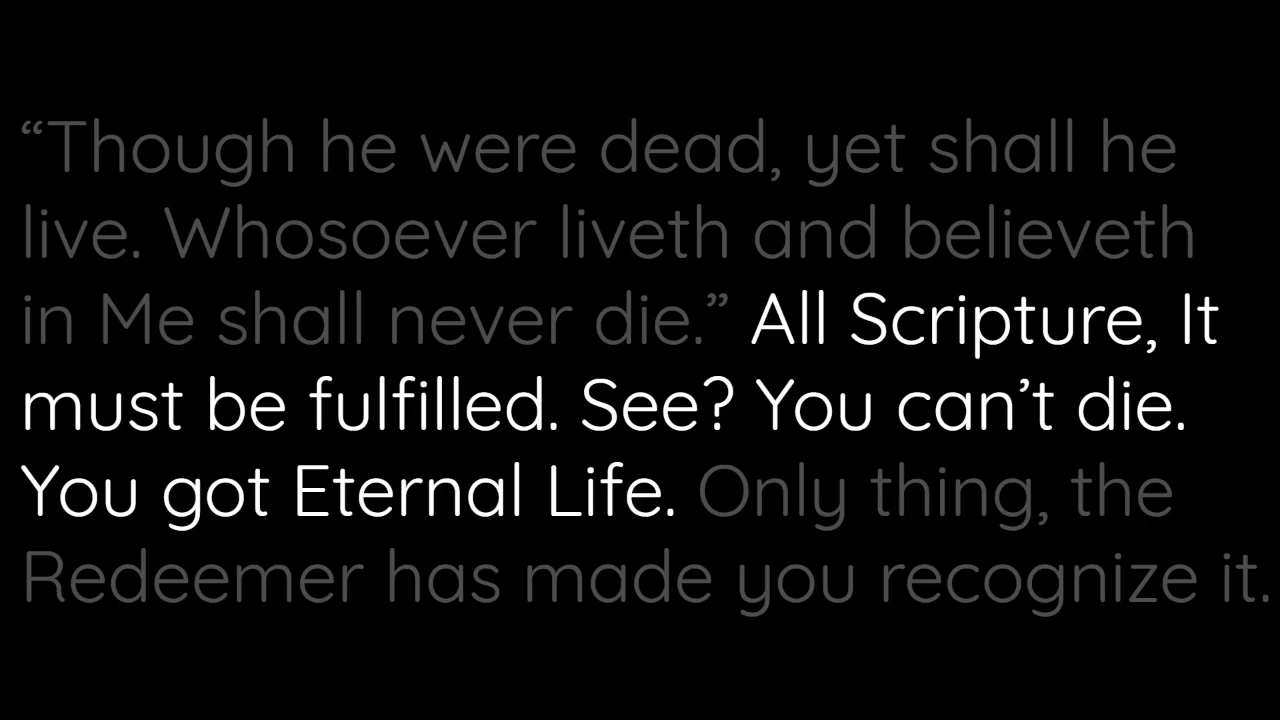 “Though he were dead, yet shall he
live. Whosoever liveth and believeth
in Me shall never die.” All Scripture, It
must be fulfilled. See? You can’t die.
You got Eternal Life. Only thing, the
Redeemer has made you recognize it.